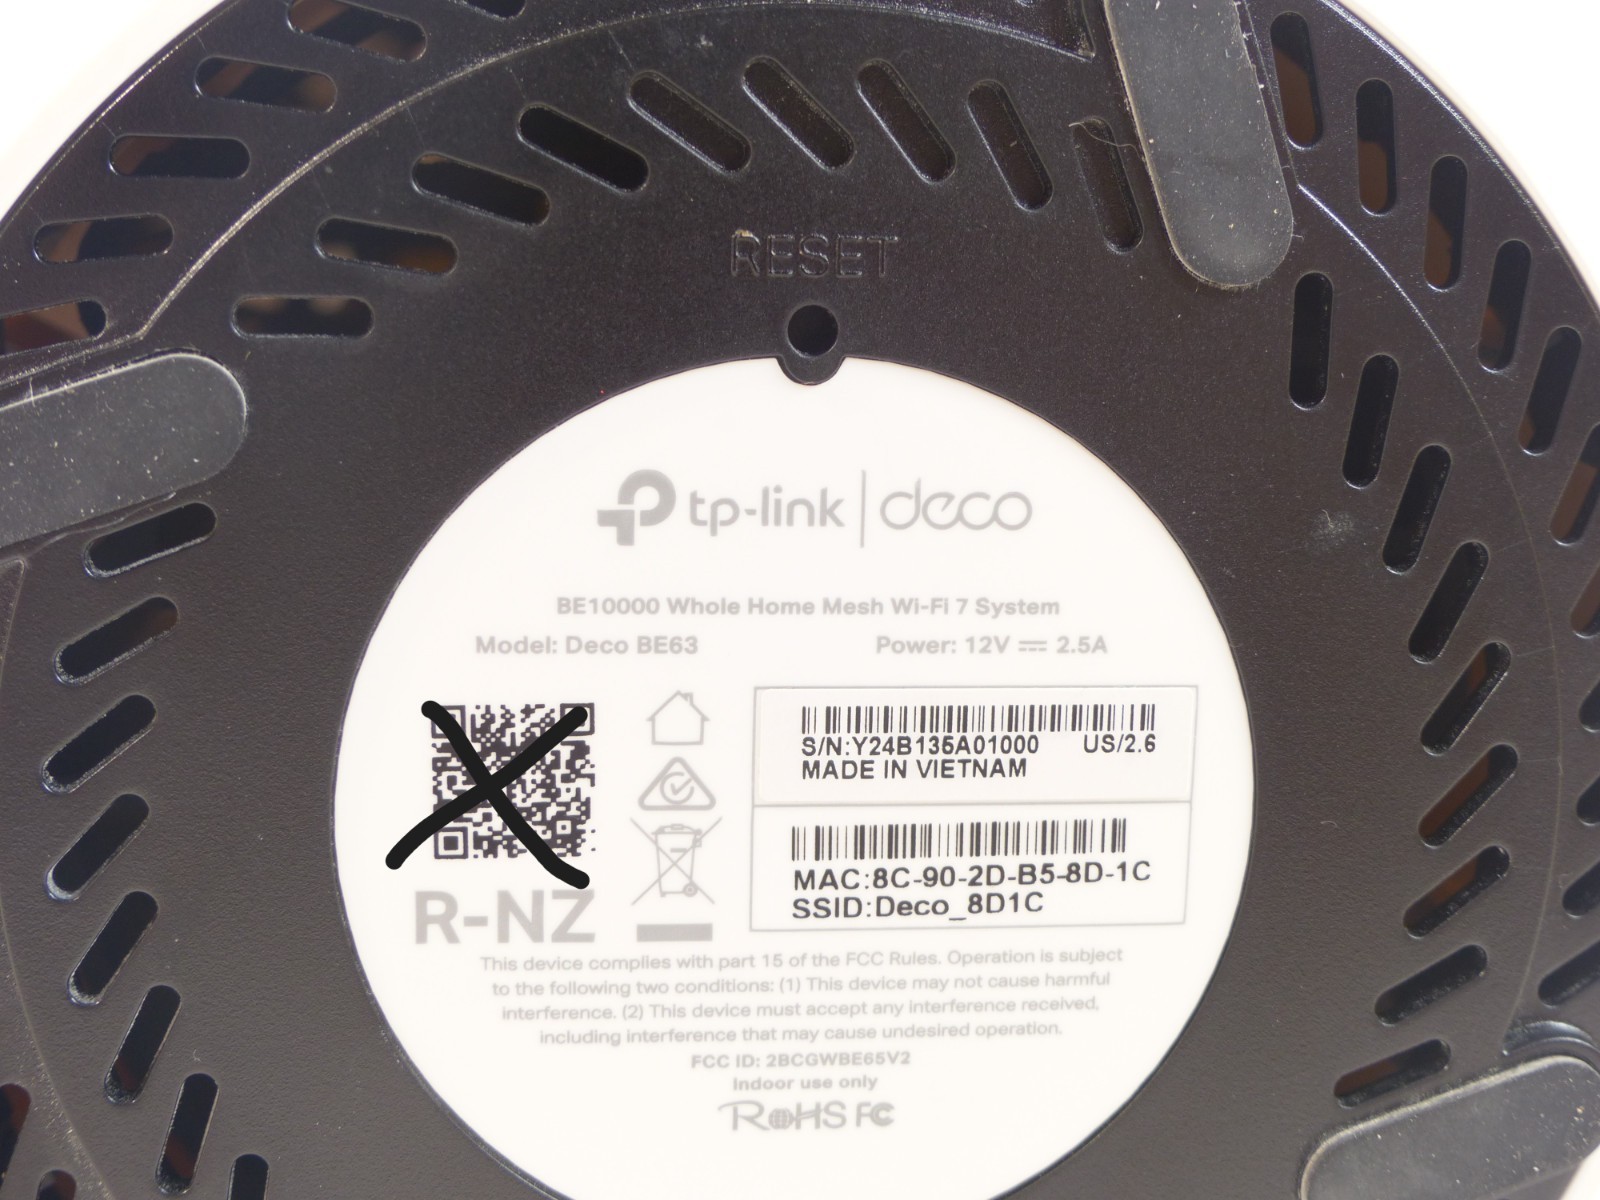 RESET
tp-link | deco
BE10000 Whole Home Mesh Wi-Fi 7 System
Model: Deco BE63 Power: 12V ⎓ 2.5A
S/N:Y24B135A01000 US/2.6
MADE IN VIETNAM
MAC:8C-90-2D-B5-8D-1C
SSID:Deco_8D1C
R-NZ
This device complies with part 15 of the FCC Rules. Operation is subject
to the following two conditions: (1) This device may not cause harmful
interference. (2) This device must accept any interference received,
including interference that may cause undesired operation.
FCC ID: 2BCGWBE65V2
Indoor use only
RoHS FC